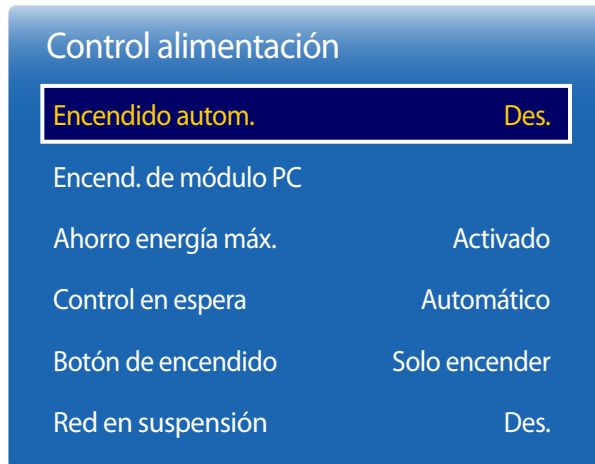 Control alimentación
Encendido autom. Des.
Encend. de módulo PC
Ahorro energía máx. Activado
Control en espera Automático
Botón de encendido Solo encender
Red en suspensión Des.